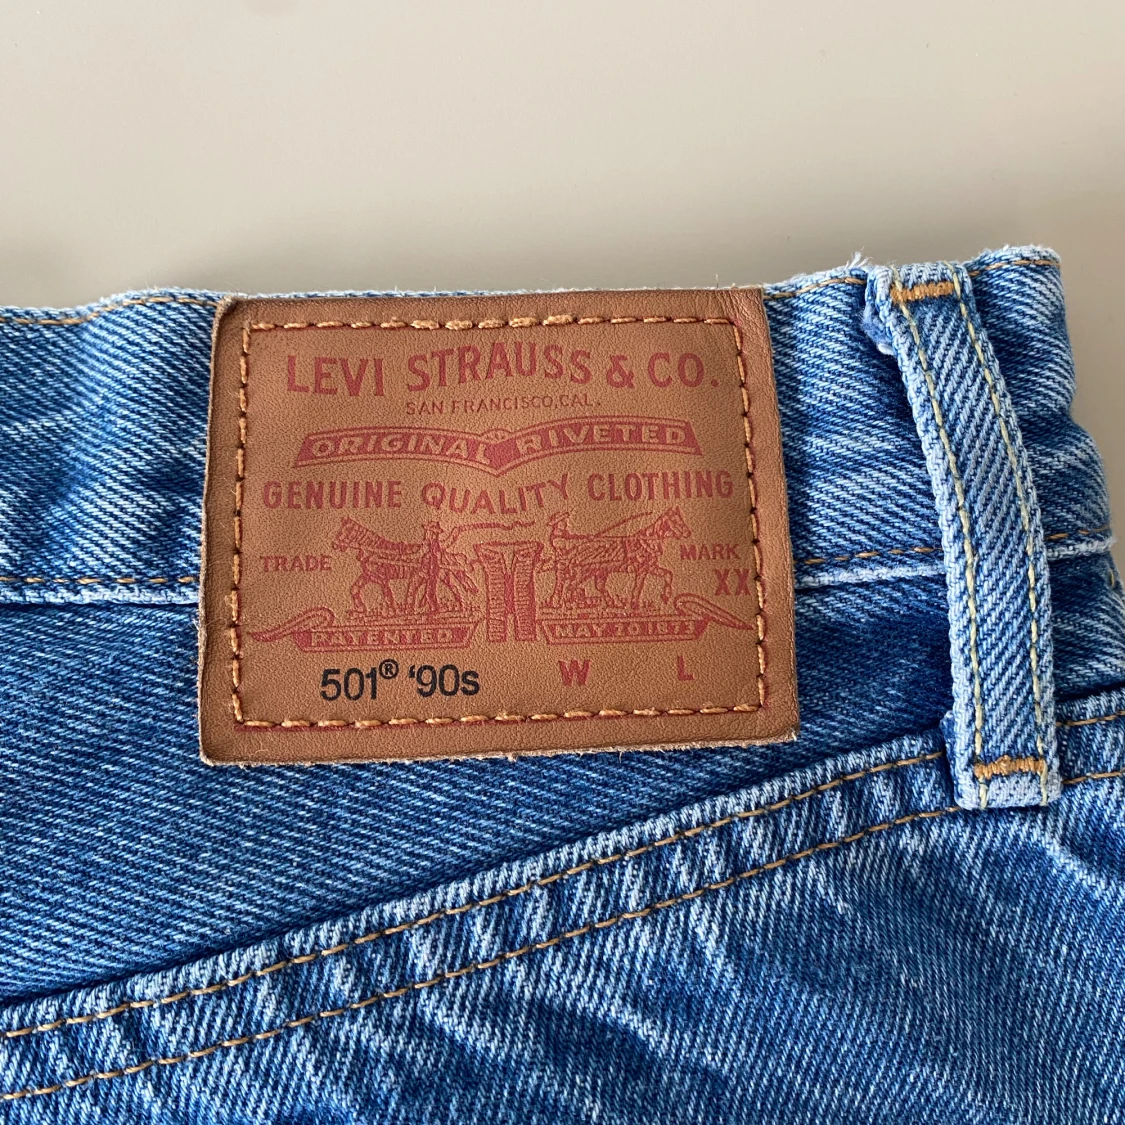 LEVI STRAUSS & CO.
SAN FRANCISCO, CAL.
ORIGINAL RIVETED
GENUINE QUALITY CLOTHING
TRADE MARK
XX
PATENTED MAY 20 1873
501® ‘90s W L